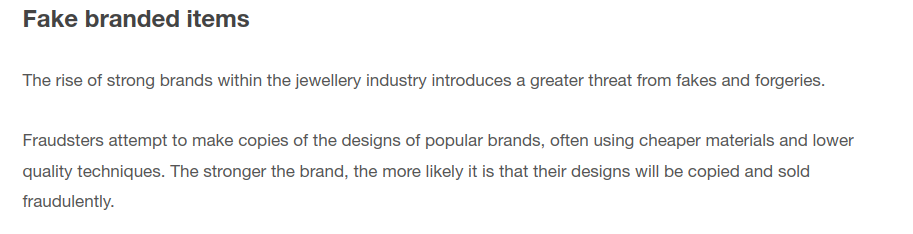 Fake branded items
The rise of strong brands within the jewellery industry introduces a greater threat from fakes and forgeries.
Fraudsters attempt to make copies of the designs of popular brands, often using cheaper materials and lower
quality techniques. The stronger the brand, the more likely it is that their designs will be copied and sold
fraudulently.